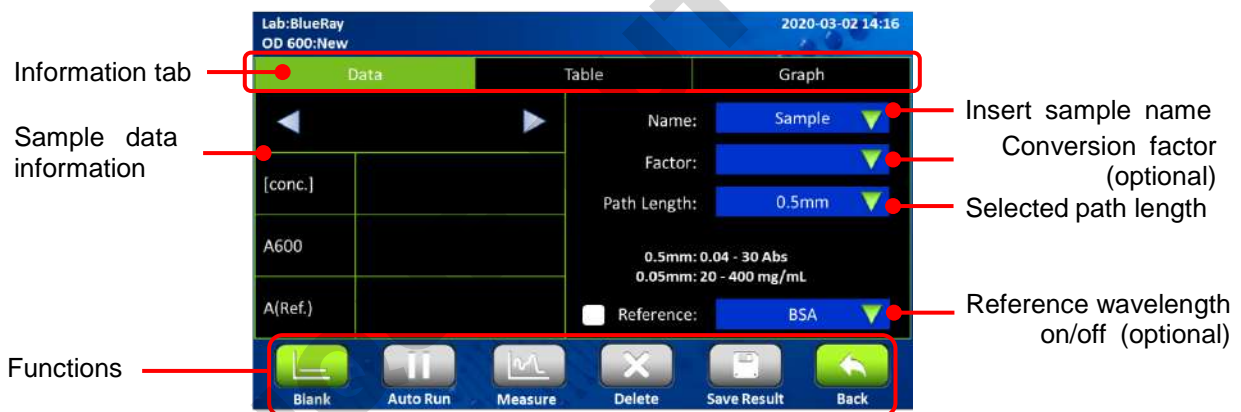 Lab:BlueRay
2020-03-02 14:16
OD 600:New
Information tab
Data
Table
Graph
Sample data
information
[conc.]
A600
A(Ref.)
Name:
Sample
Factor:
Path Length:
0.5mm
0.5mm: 0.04 - 30 Abs
0.05mm: 20 - 400 mg/mL
Reference:
BSA
Insert sample name
Conversion factor
(optional)
Selected path length
Reference wavelength
on/off (optional)
Functions
Blank
Auto Run
Measure
Delete
Save Result
Back